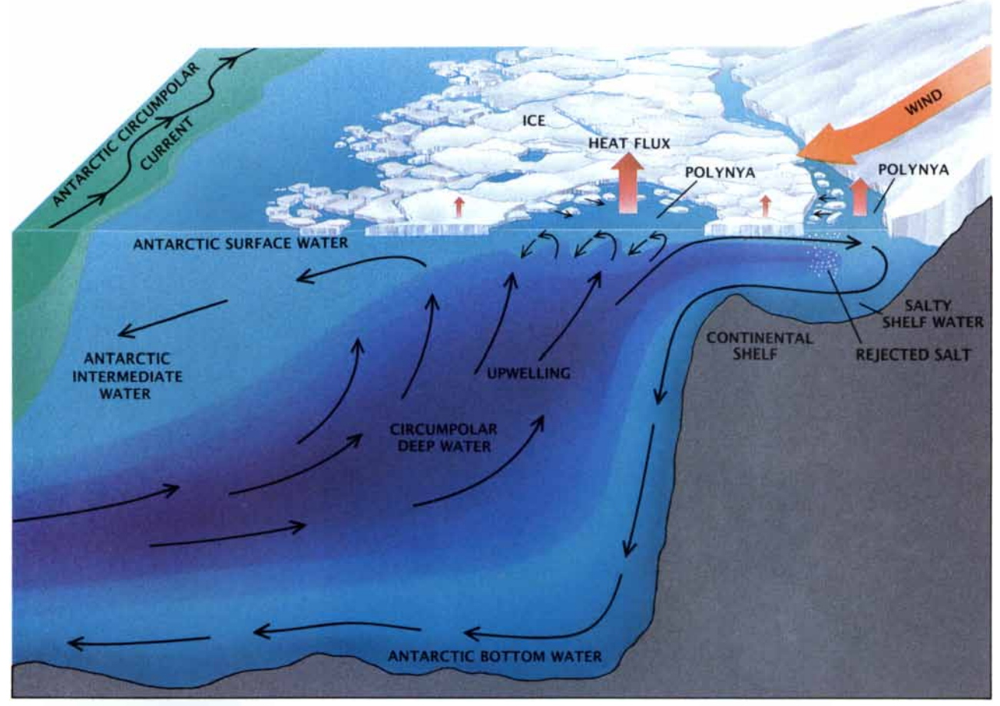 ANTARCTIC CIRCUMPOLAR
CURRENT
WIND
ICE
HEAT FLUX
POLYNYA
POLYNYA
ANTARCTIC SURFACE WATER
ANTARCTIC
INTERMEDIATE
WATER
UPWELLING
CIRCUMPOLAR
DEEP WATER
CONTINENTAL
SHELF
SALTY
SHELF WATER
REJECTED SALT
ANTARCTIC BOTTOM WATER